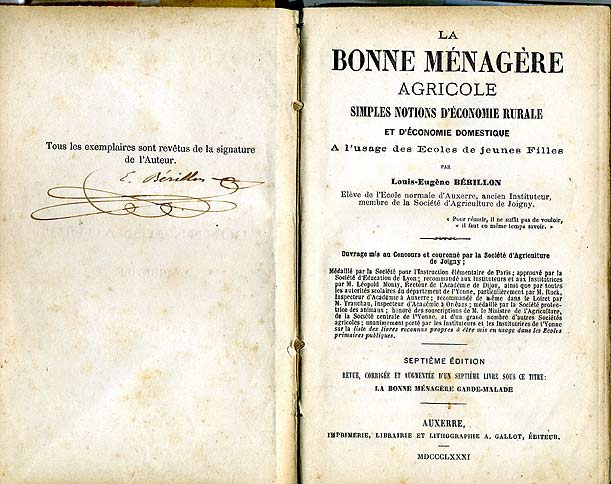 Tous les exemplaires sont revêtus de la signature
de l'Auteur.
E. Bérillon
LA
BONNE MÉNAGÈRE
AGRICOLE
SIMPLES NOTIONS D'ÉCONOMIE RURALE
ET D'ÉCONOMIE DOMESTIQUE
A l'usage des Ecoles de jeunes Filles
PAR
Louis-Eugène BÉRILLON
Elève de l'Ecole normale d'Auxerre, ancien Instituteur,
membre de la Société d'Agriculture de Joigny.
« Pour réussir, il ne suffit pas de vouloir,
« il faut en même temps savoir. »
Ouvrage mis au Concours et couronné par la Société d'Agriculture
de Joigny ;
Médaillé par la Société pour l'Instruction élémentaire de Paris ; approuvé par la
Société d'Education de Lyon ; recommandé aux Instituteurs et aux Institutrices
par M. Léopold Monty, Recteur de l'Académie de Dijon, ainsi que par toutes
les autorités scolaires du département de l'Yonne, particulièrement par M. Rock,
Inspecteur d'Académie à Auxerre ; recommandé de même dans le Loiret par
M. Tranchau, Inspecteur d'Académie à Orléans ; médaillé par la Société protec-
trice des animaux ; honoré des souscriptions de M. le Ministre de l'Agriculture,
de la Société centrale de l'Yonne, et d'un grand nombre d'autres Sociétés
agricoles ; unanimement porté par les Instituteurs et les Institutrices de l'Yonne
sur la liste des livres reconnus propres à être mis en usage dans les Ecoles
primaires publiques.
SEPTIÈME ÉDITION
REVUE, CORRIGÉE ET AUGMENTÉE D'UN SEPTIÈME LIVRE SOUS CE TITRE :
LA BONNE MÉNAGÈRE GARDE-MALADE
AUXERRE,
IMPRIMERIE, LIBRAIRIE ET LITHOGRAPHIE A. GALLOT, ÉDITEUR.
MDCCCLXXXI